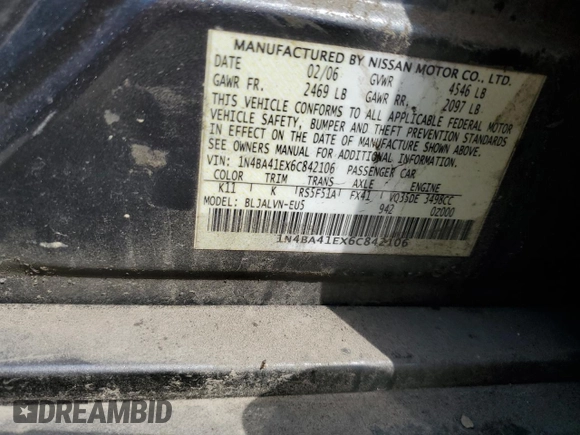 MANUFACTURED BY NISSAN MOTOR CO., LTD.
DATE 02/06 GVWR 4546 LB
GAWR FR. 2469 LB GAWR RR. 2097 LB
THIS VEHICLE CONFORMS TO ALL APPLICABLE FEDERAL MOTOR
VEHICLE SAFETY, BUMPER AND THEFT PREVENTION STANDARDS
IN EFFECT ON THE DATE OF MANUFACTURE SHOWN ABOVE.
SEE OWNERS MANUAL FOR ADDITIONAL INFORMATION.
VIN: 1N4BA41EX6C842106 PASSENGER CAR
COLOR TRIM TRANS AXLE ENGINE
K11 K RS5F51A FX41 VQ35DE 3498CC
MODEL: BLJALVN-EU5 942 02000
1N4BA41EX6C842106
DREAMBID